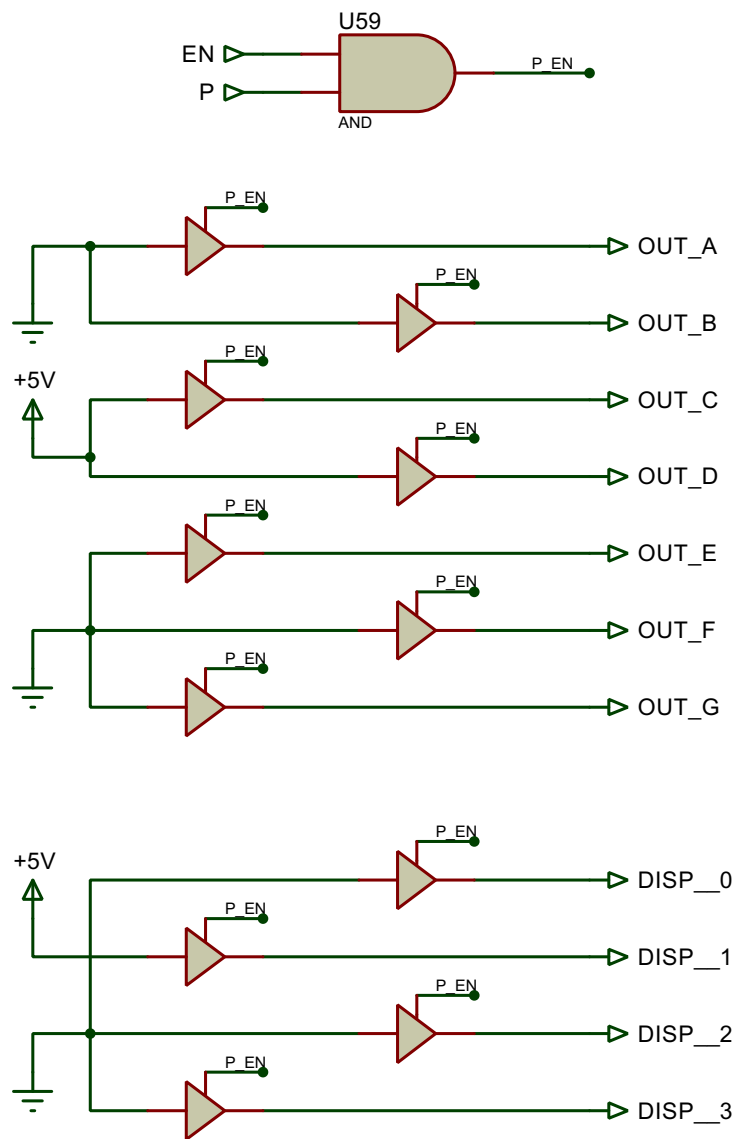 U59
EN
P
P_EN
AND
P_EN
OUT_A
P_EN
OUT_B
+5V
P_EN
OUT_C
P_EN
OUT_D
P_EN
OUT_E
P_EN
OUT_F
P_EN
OUT_G
P_EN
+5V
DISP__0
P_EN
DISP__1
P_EN
DISP__2
P_EN
DISP__3